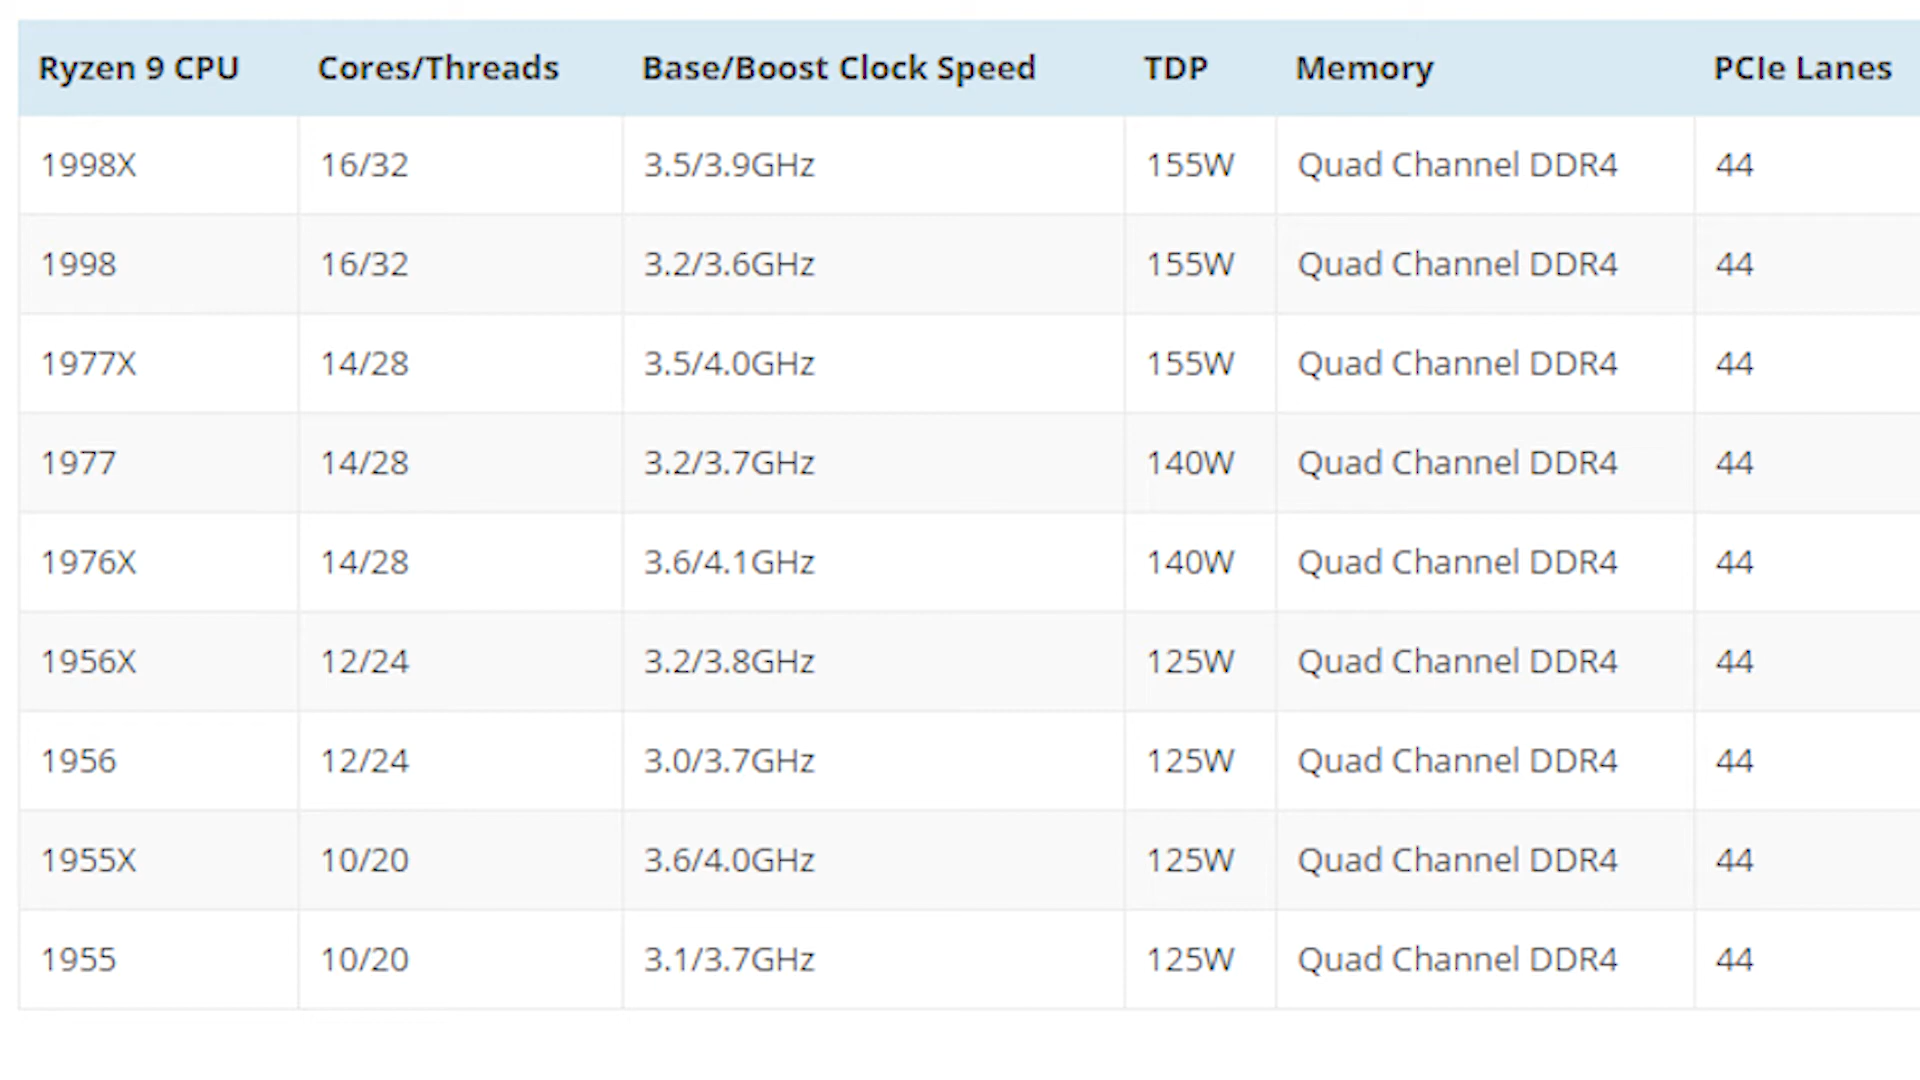 Ryzen 9 CPU Cores/Threads Base/Boost Clock Speed TDP Memory PCIe Lanes
1998X 16/32 3.5/3.9GHz 155W Quad Channel DDR4 44
1998 16/32 3.2/3.6GHz 155W Quad Channel DDR4 44
1977X 14/28 3.5/4.0GHz 155W Quad Channel DDR4 44
1977 14/28 3.2/3.7GHz 140W Quad Channel DDR4 44
1976X 14/28 3.6/4.1GHz 140W Quad Channel DDR4 44
1956X 12/24 3.2/3.8GHz 125W Quad Channel DDR4 44
1956 12/24 3.0/3.7GHz 125W Quad Channel DDR4 44
1955X 10/20 3.6/4.0GHz 125W Quad Channel DDR4 44
1955 10/20 3.1/3.7GHz 125W Quad Channel DDR4 44